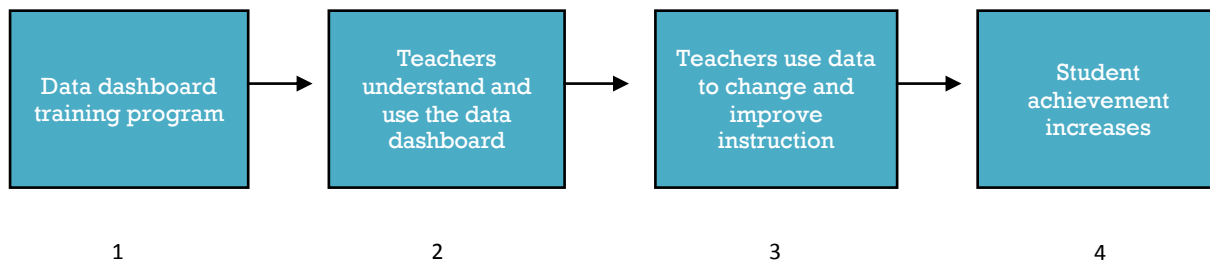 Data dashboard
training program
Teachers
understand and
use the data
dashboard
Teachers use data
to change and
improve
instruction
Student
achievement
increases
1
2
3
4